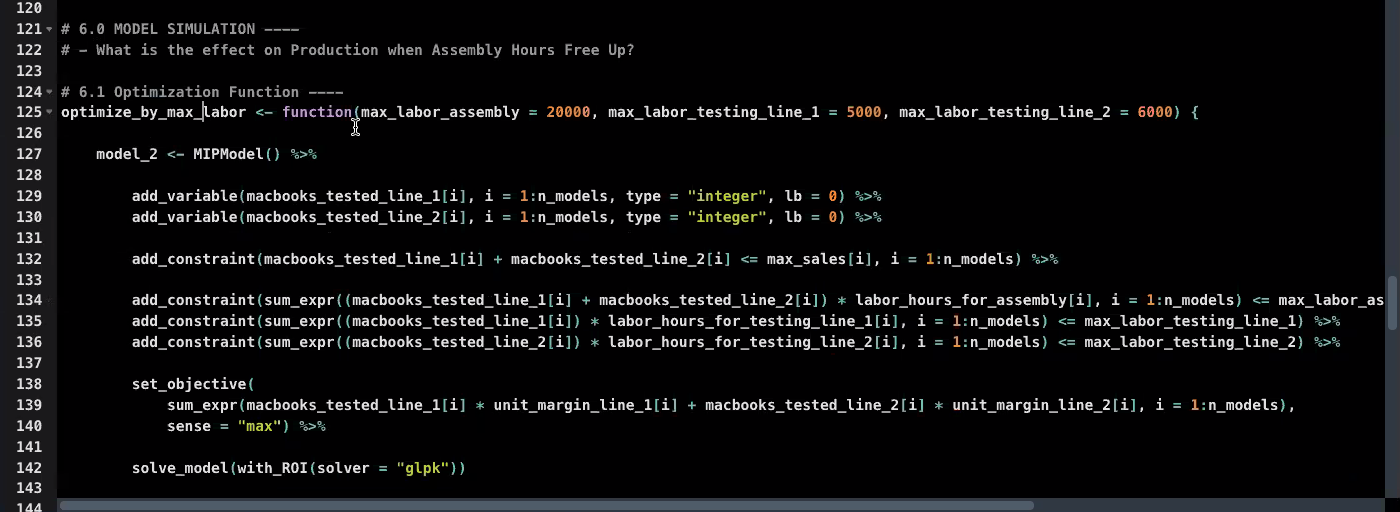 120
121 # 6.0 MODEL SIMULATION ----
122 # - What is the effect on Production when Assembly Hours Free Up?
123
124 # 6.1 Optimization Function ----
125 optimize_by_max_labor <- function(max_labor_assembly = 20000, max_labor_testing_line_1 = 5000, max_labor_testing_line_2 = 6000) {
126
127     model_2 <- MIPModel() %>%
128
129         add_variable(macbooks_tested_line_1[i], i = 1:n_models, type = "integer", lb = 0) %>%
130         add_variable(macbooks_tested_line_2[i], i = 1:n_models, type = "integer", lb = 0) %>%
131
132         add_constraint(macbooks_tested_line_1[i] + macbooks_tested_line_2[i] <= max_sales[i], i = 1:n_models) %>%
133
134         add_constraint(sum_expr((macbooks_tested_line_1[i] + macbooks_tested_line_2[i]) * labor_hours_for_assembly[i], i = 1:n_models) <= max_labor_as
135         add_constraint(sum_expr((macbooks_tested_line_1[i]) * labor_hours_for_testing_line_1[i], i = 1:n_models) <= max_labor_testing_line_1) %>%
136         add_constraint(sum_expr((macbooks_tested_line_2[i]) * labor_hours_for_testing_line_2[i], i = 1:n_models) <= max_labor_testing_line_2) %>%
137
138         set_objective(
139             sum_expr(macbooks_tested_line_1[i] * unit_margin_line_1[i] + macbooks_tested_line_2[i] * unit_margin_line_2[i], i = 1:n_models),
140             sense = "max") %>%
141
142         solve_model(with_ROI(solver = "glpk"))
143
144